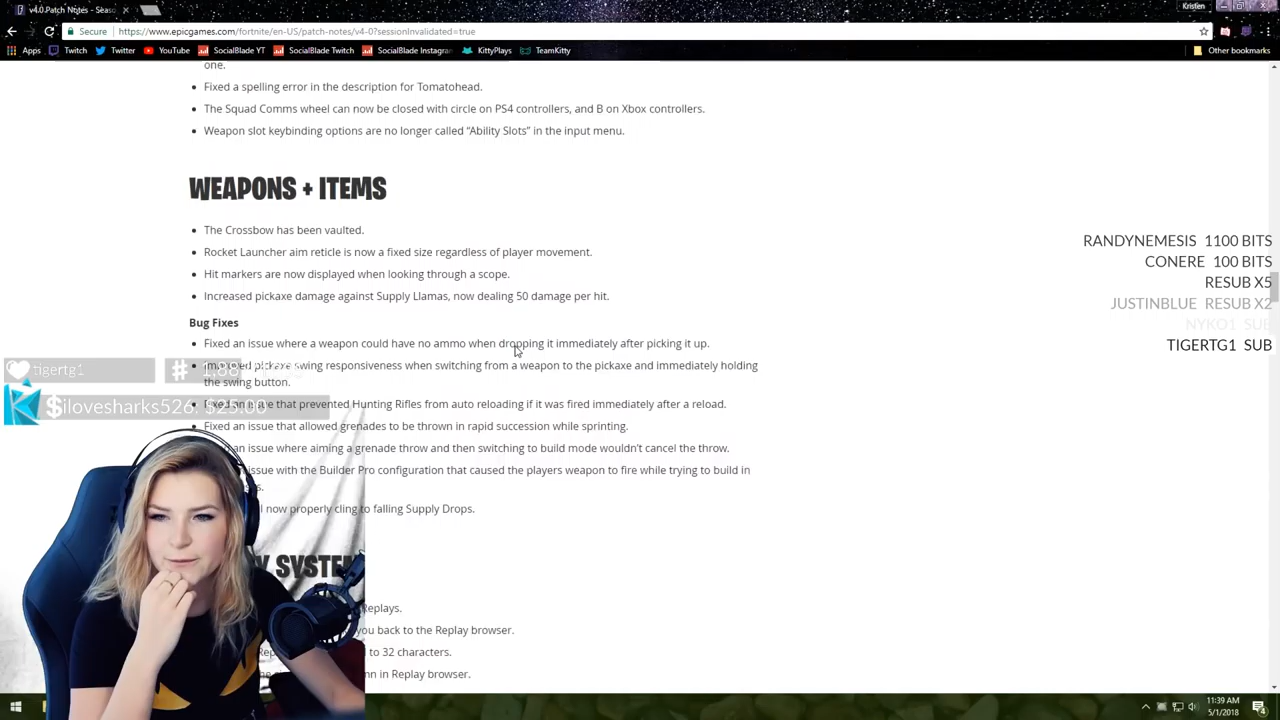 v4.0 Patch Notes - Seaso
Kristen
Secure https://www.epicgames.com/fortnite/en-US/patch-notes/v4-0?sessionInvalidated=true
Apps Twitch Twitter YouTube SocialBlade YT SocialBlade Twitch SocialBlade Instagram KittyPlays TeamKitty Other bookmarks
one.
Fixed a spelling error in the description for Tomatohead.
The Squad Comms wheel can now be closed with circle on PS4 controllers, and B on Xbox controllers.
Weapon slot keybinding options are no longer called “Ability Slots” in the input menu.
WEAPONS + ITEMS
The Crossbow has been vaulted.
Rocket Launcher aim reticle is now a fixed size regardless of player movement.
Hit markers are now displayed when looking through a scope.
Increased pickaxe damage against Supply Llamas, now dealing 50 damage per hit.
Bug Fixes
Fixed an issue where a weapon could have no ammo when dropping it immediately after picking it up.
responsiveness when switching from a weapon to the pickaxe and immediately holding
the swing button.
that prevented Hunting Rifles from auto reloading if it was fired immediately after a reload.
Fixed an issue that allowed grenades to be thrown in rapid succession while sprinting.
an issue where aiming a grenade throw and then switching to build mode wouldn’t cancel the throw.
issue with the Builder Pro configuration that caused the players weapon to fire while trying to build in
now properly cling to falling Supply Drops.
SYSTEM
Replays.
you back to the Replay browser.
to 32 characters.
in Replay browser.
RANDYNEMESIS 1100 BITS
CONERE 100 BITS
RESUB X5
JUSTINBLUE RESUB X2
NYKO1 SUB
TIGERTG1 SUB
tigertg1
#
$ilovesharks526: $25.00
11:39 AM
5/1/2018
4